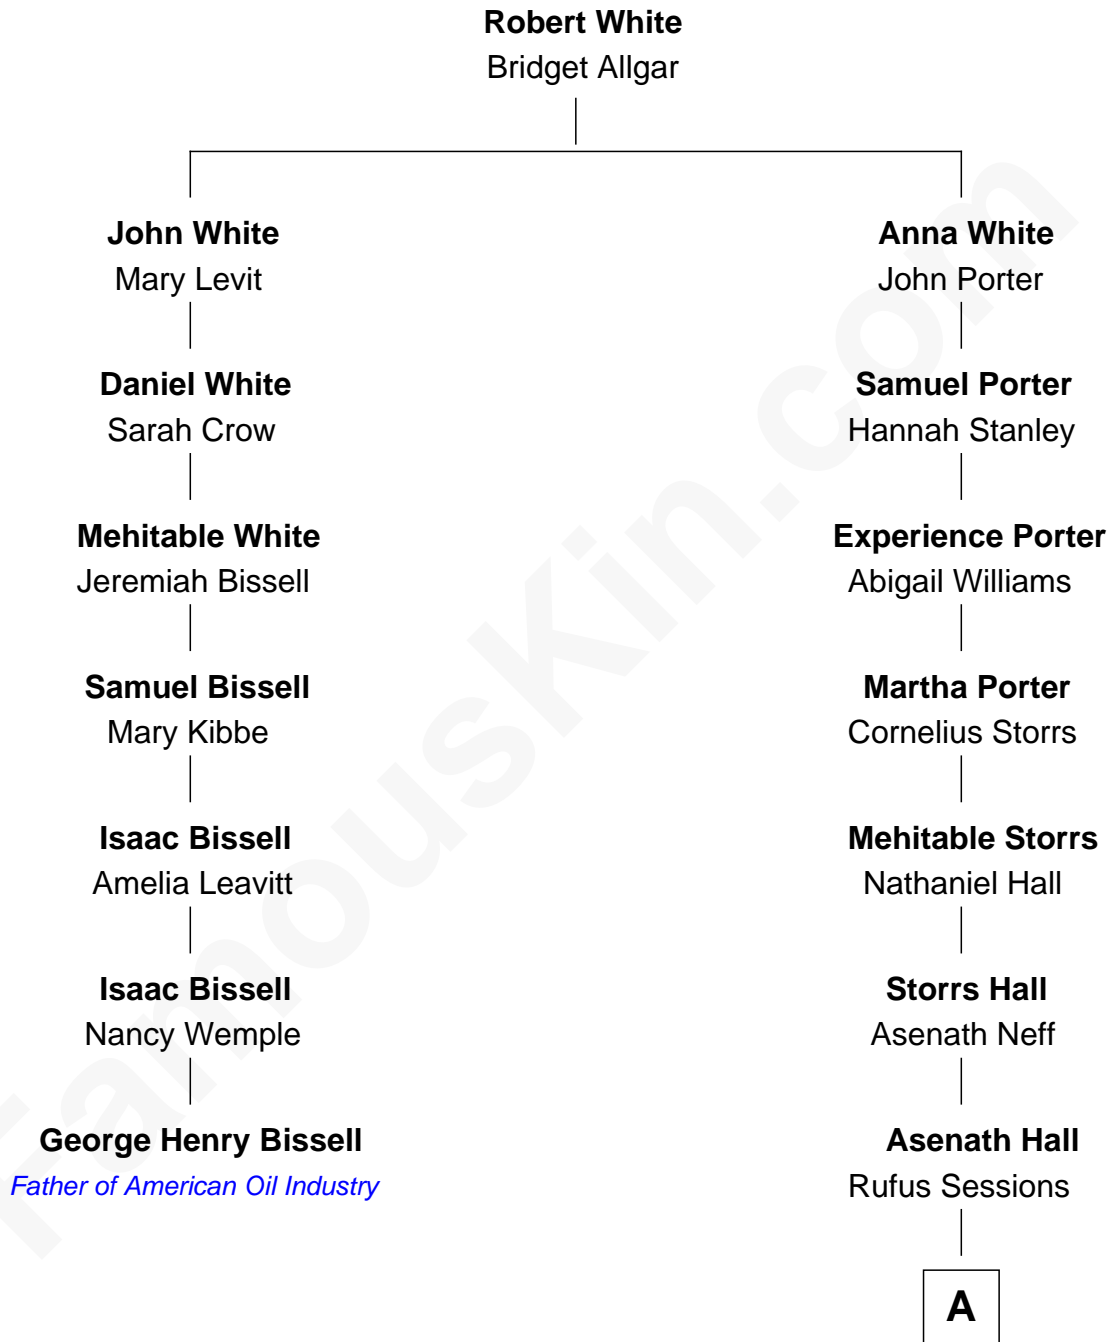 Robert White
Bridget Allgar
John White
Mary Levit
Daniel White
Sarah Crow
Mehitable White
Jeremiah Bissell
Samuel Bissell
Mary Kibbe
Isaac Bissell
Amelia Leavitt
Isaac Bissell
Nancy Wemple
George Henry Bissell
Father of American Oil Industry
Anna White
John Porter
Samuel Porter
Hannah Stanley
Experience Porter
Abigail Williams
Martha Porter
Cornelius Storrs
Mehitable Storrs
Nathaniel Hall
Storrs Hall
Asenath Neff
Asenath Hall
Rufus Sessions
A
FamousKin.com